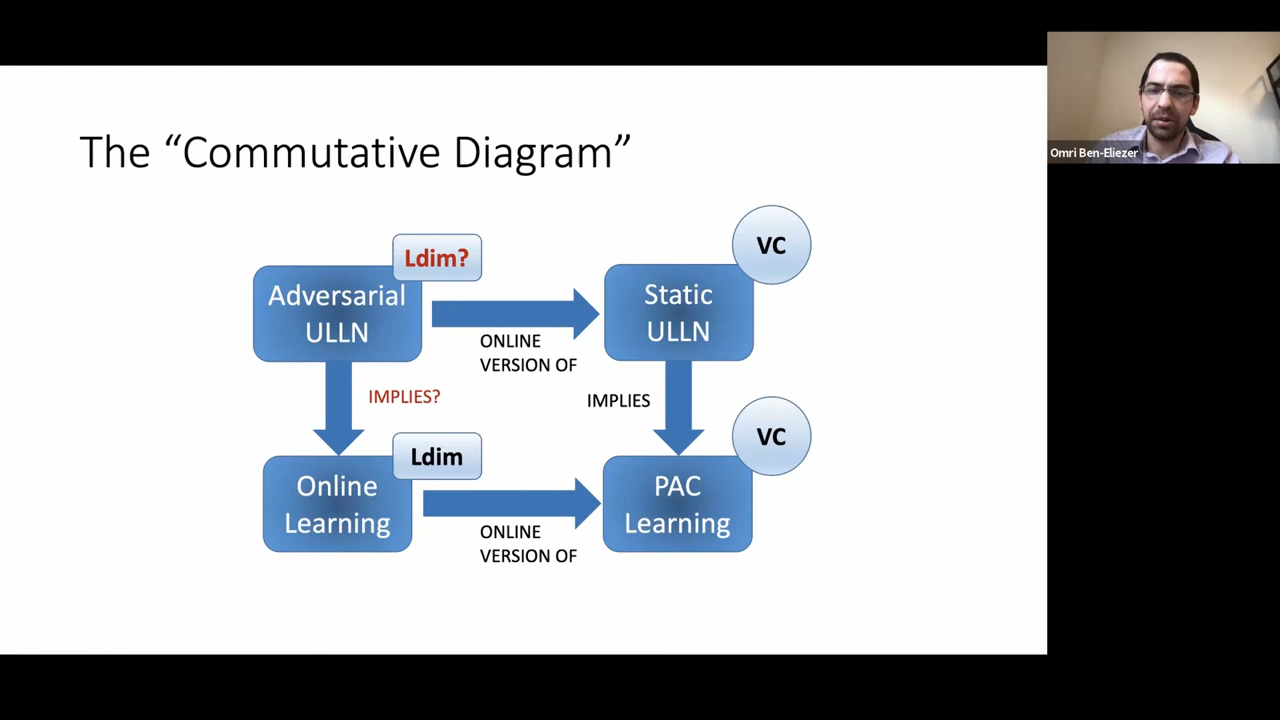 The “Commutative Diagram”
Omri Ben-Eliezer
Ldim?
VC
Adversarial
ULLN
Static
ULLN
ONLINE
VERSION OF
IMPLIES?
IMPLIES
Ldim
VC
Online
Learning
PAC
Learning
ONLINE
VERSION OF